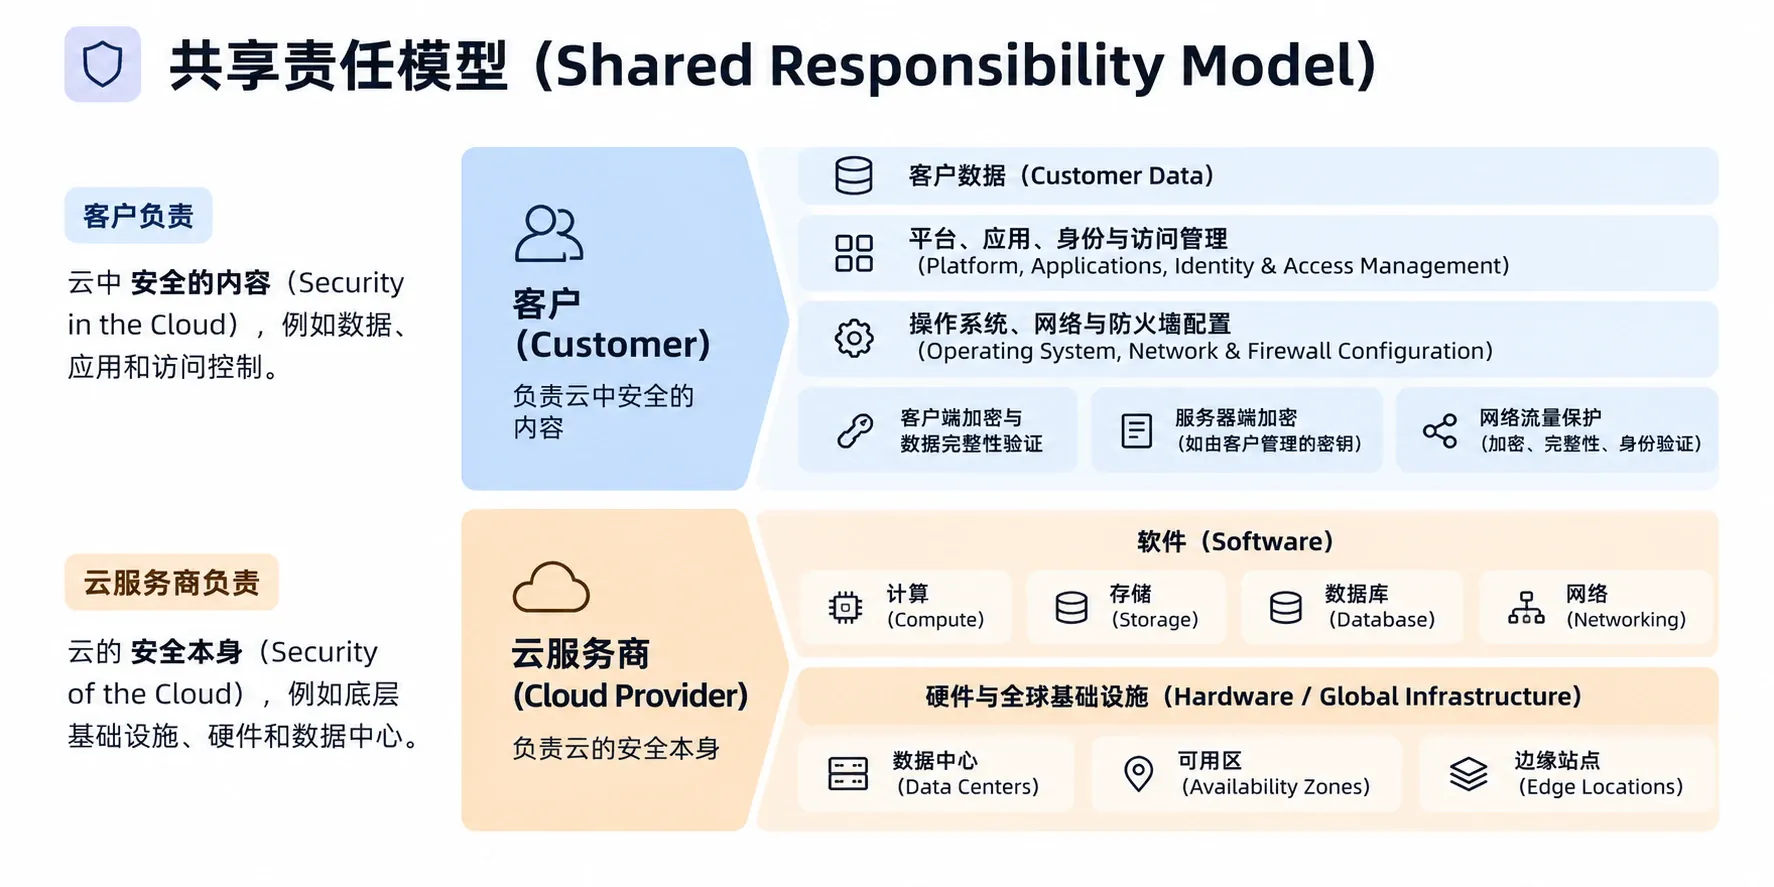 共享责任模型 (Shared Responsibility Model)
客户负责
云中 安全的内容（Security
in the Cloud），例如数据、
应用和访问控制。
客户
（Customer）
负责云中安全的
内容
客户数据（Customer Data）
平台、应用、身份与访问管理
（Platform, Applications, Identity & Access Management）
操作系统、网络与防火墙配置
（Operating System, Network & Firewall Configuration）
客户端加密与
数据完整性验证
服务器端加密
（如由客户管理的密钥）
网络流量保护
（加密、完整性、身份验证）
云服务商负责
云的 安全本身（Security
of the Cloud），例如底层
基础设施、硬件和数据中心。
云服务商
(Cloud Provider)
负责云的安全本身
软件（Software）
计算
（Compute）
存储
（Storage）
数据库
（Database）
网络
（Networking）
硬件与全球基础设施（Hardware / Global Infrastructure）
数据中心
（Data Centers）
可用区
（Availability Zones）
边缘站点
（Edge Locations）